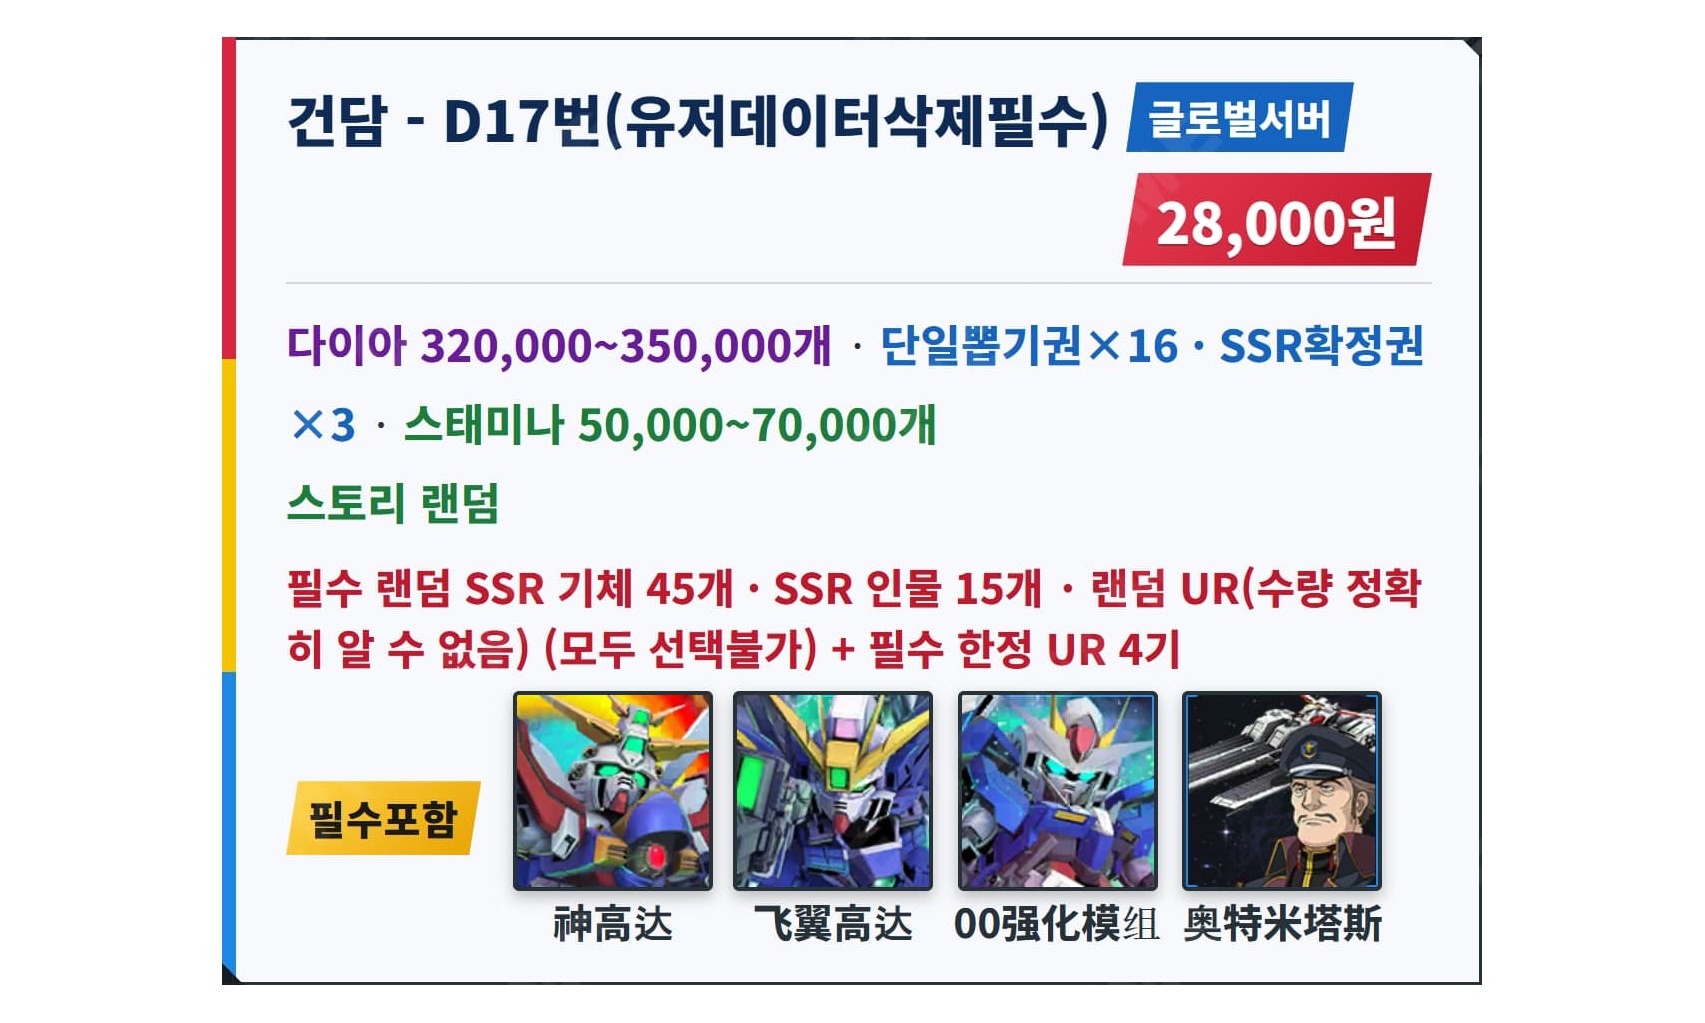 건담 - D17번(유저데이터삭제필수) 글로벌서버
28,000원
다이아 320,000~350,000개 · 단일뽑기권×16 · SSR확정권
×3 · 스태미나 50,000~70,000개
스토리 랜덤
필수 랜덤 SSR 기체 45개 · SSR 인물 15개 · 랜덤 UR(수량 정확
히 알 수 없음) (모두 선택불가) + 필수 한정 UR 4기
필수포함
神高达 飞翼高达 00强化模组 奥特米塔斯